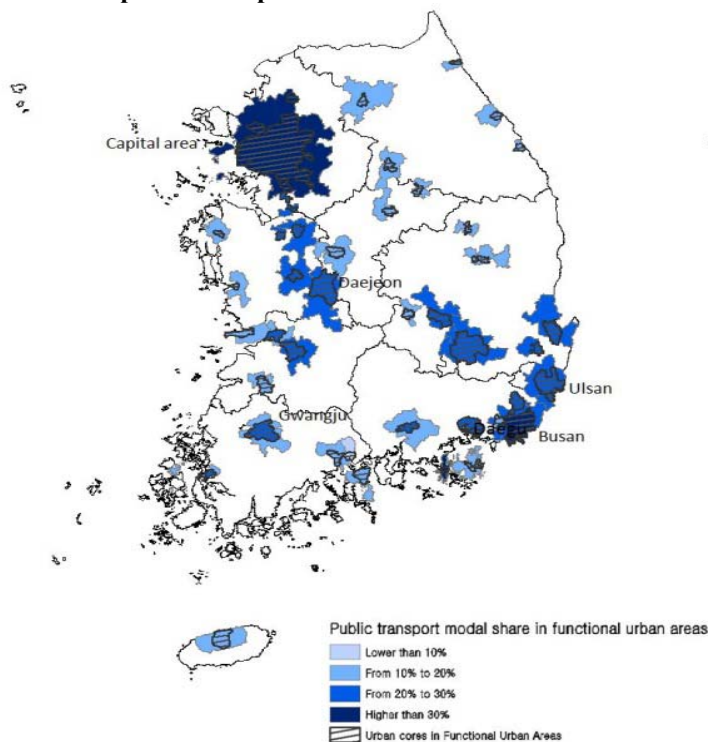 Capital area
Daejeon
Ulsan
Gwangju
Daegu
Busan
Public transport modal share in functional urban areas
Lower than 10%
From 10% to 20%
From 20% to 30%
Higher than 30%
Urban cores in Functional Urban Areas